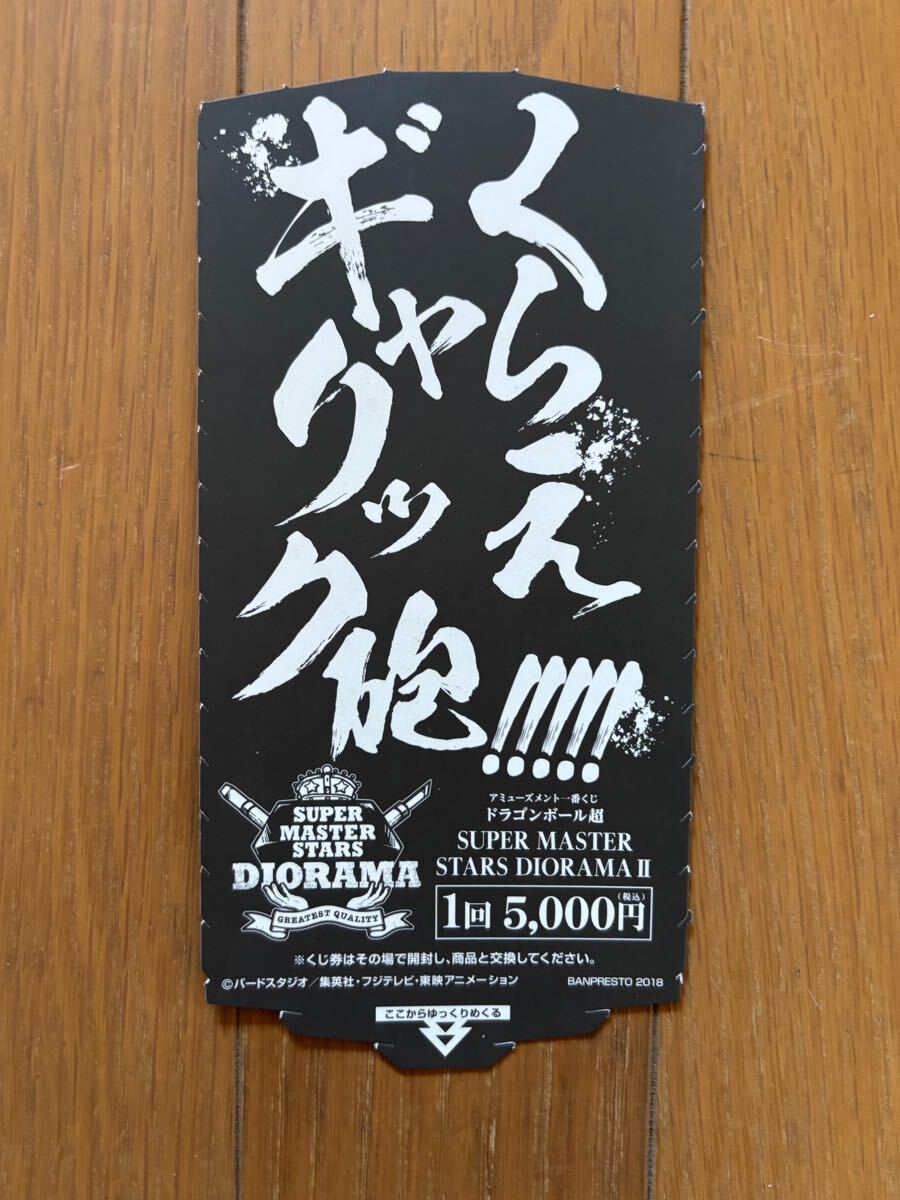 くらえ
ギャリック砲
!!!!!
SUPER
MASTER
STARS
DIORAMA
GREATEST QUALITY
アミューズメント一番くじ
ドラゴンボール超
SUPER MASTER
STARS DIORAMA II
1回 5,000円(税込)
※くじ券はその場で開封し、商品と交換してください。
©バードスタジオ/集英社・フジテレビ・東映アニメーション BANPRESTO 2018
ここからゆっくりめくる